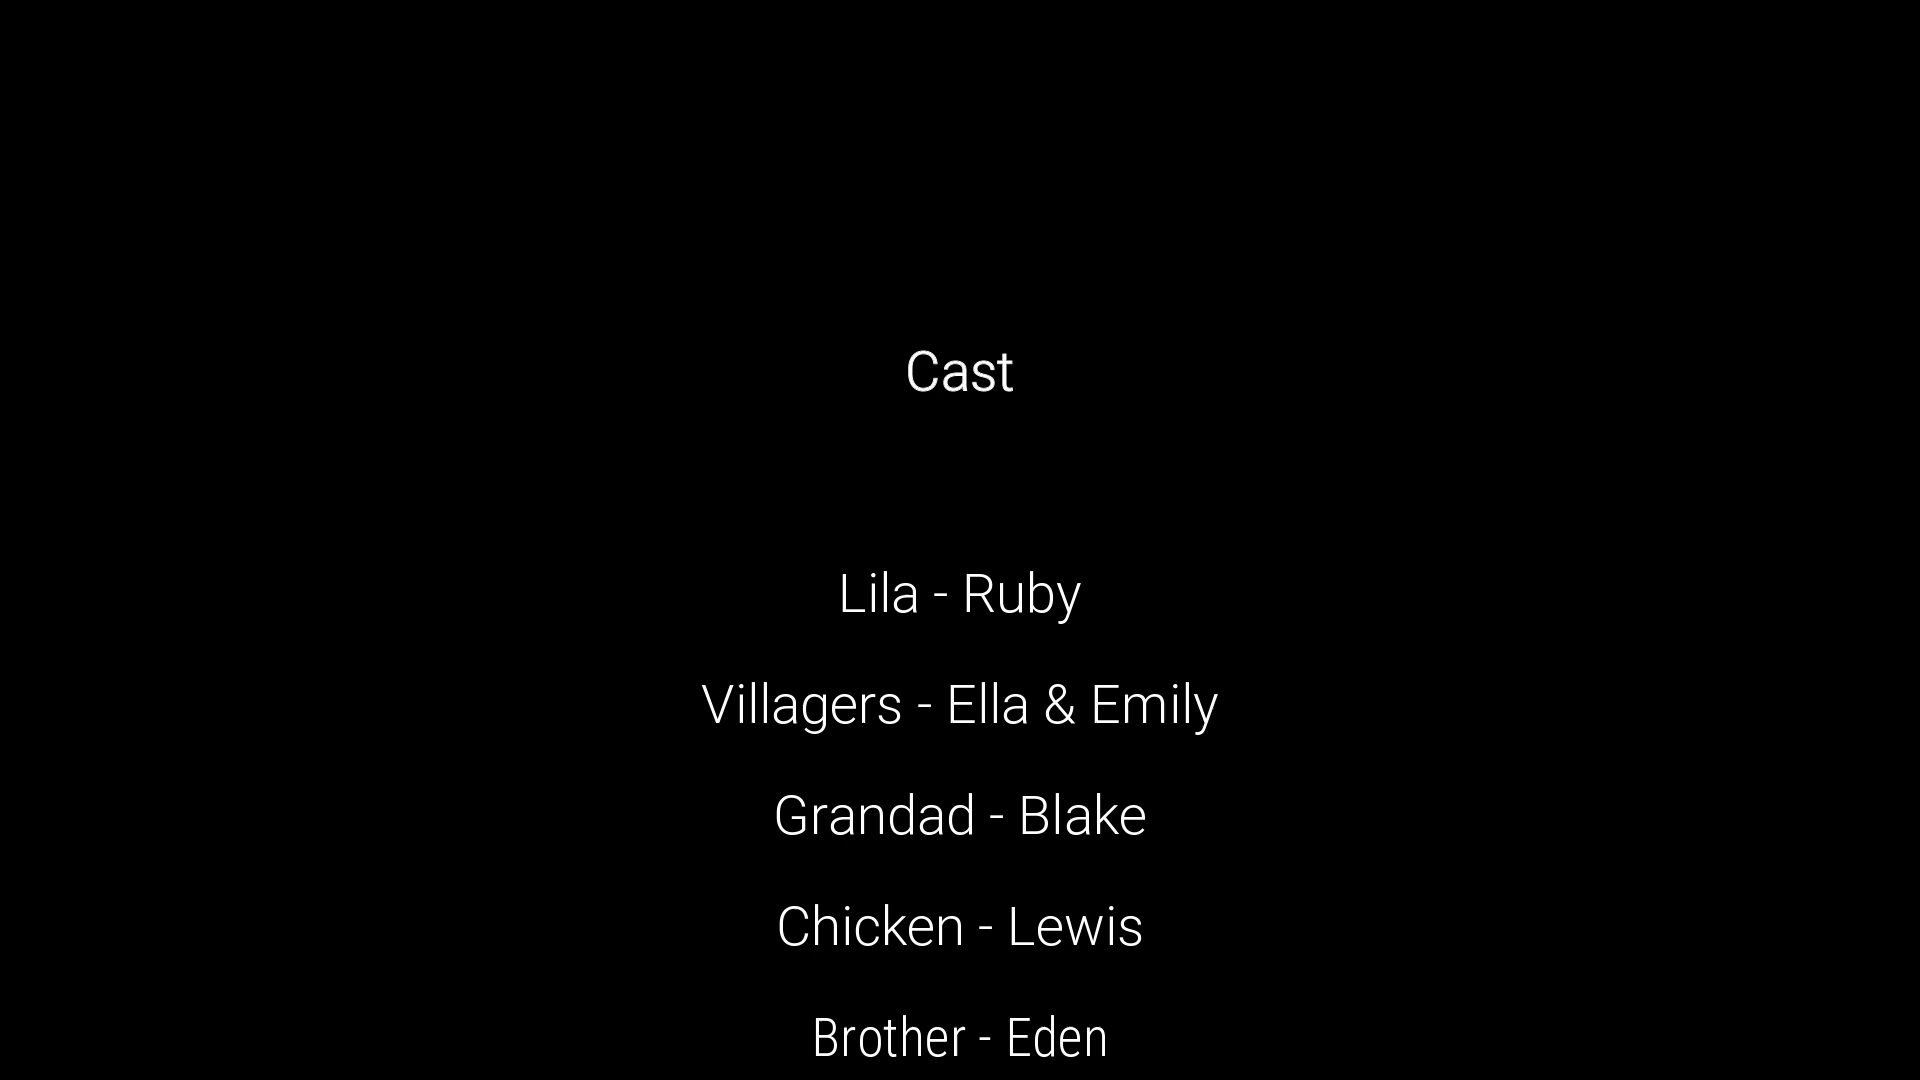 Cast
Lila - Ruby
Villagers - Ella & Emily
Grandad - Blake
Chicken - Lewis
Brother - Eden